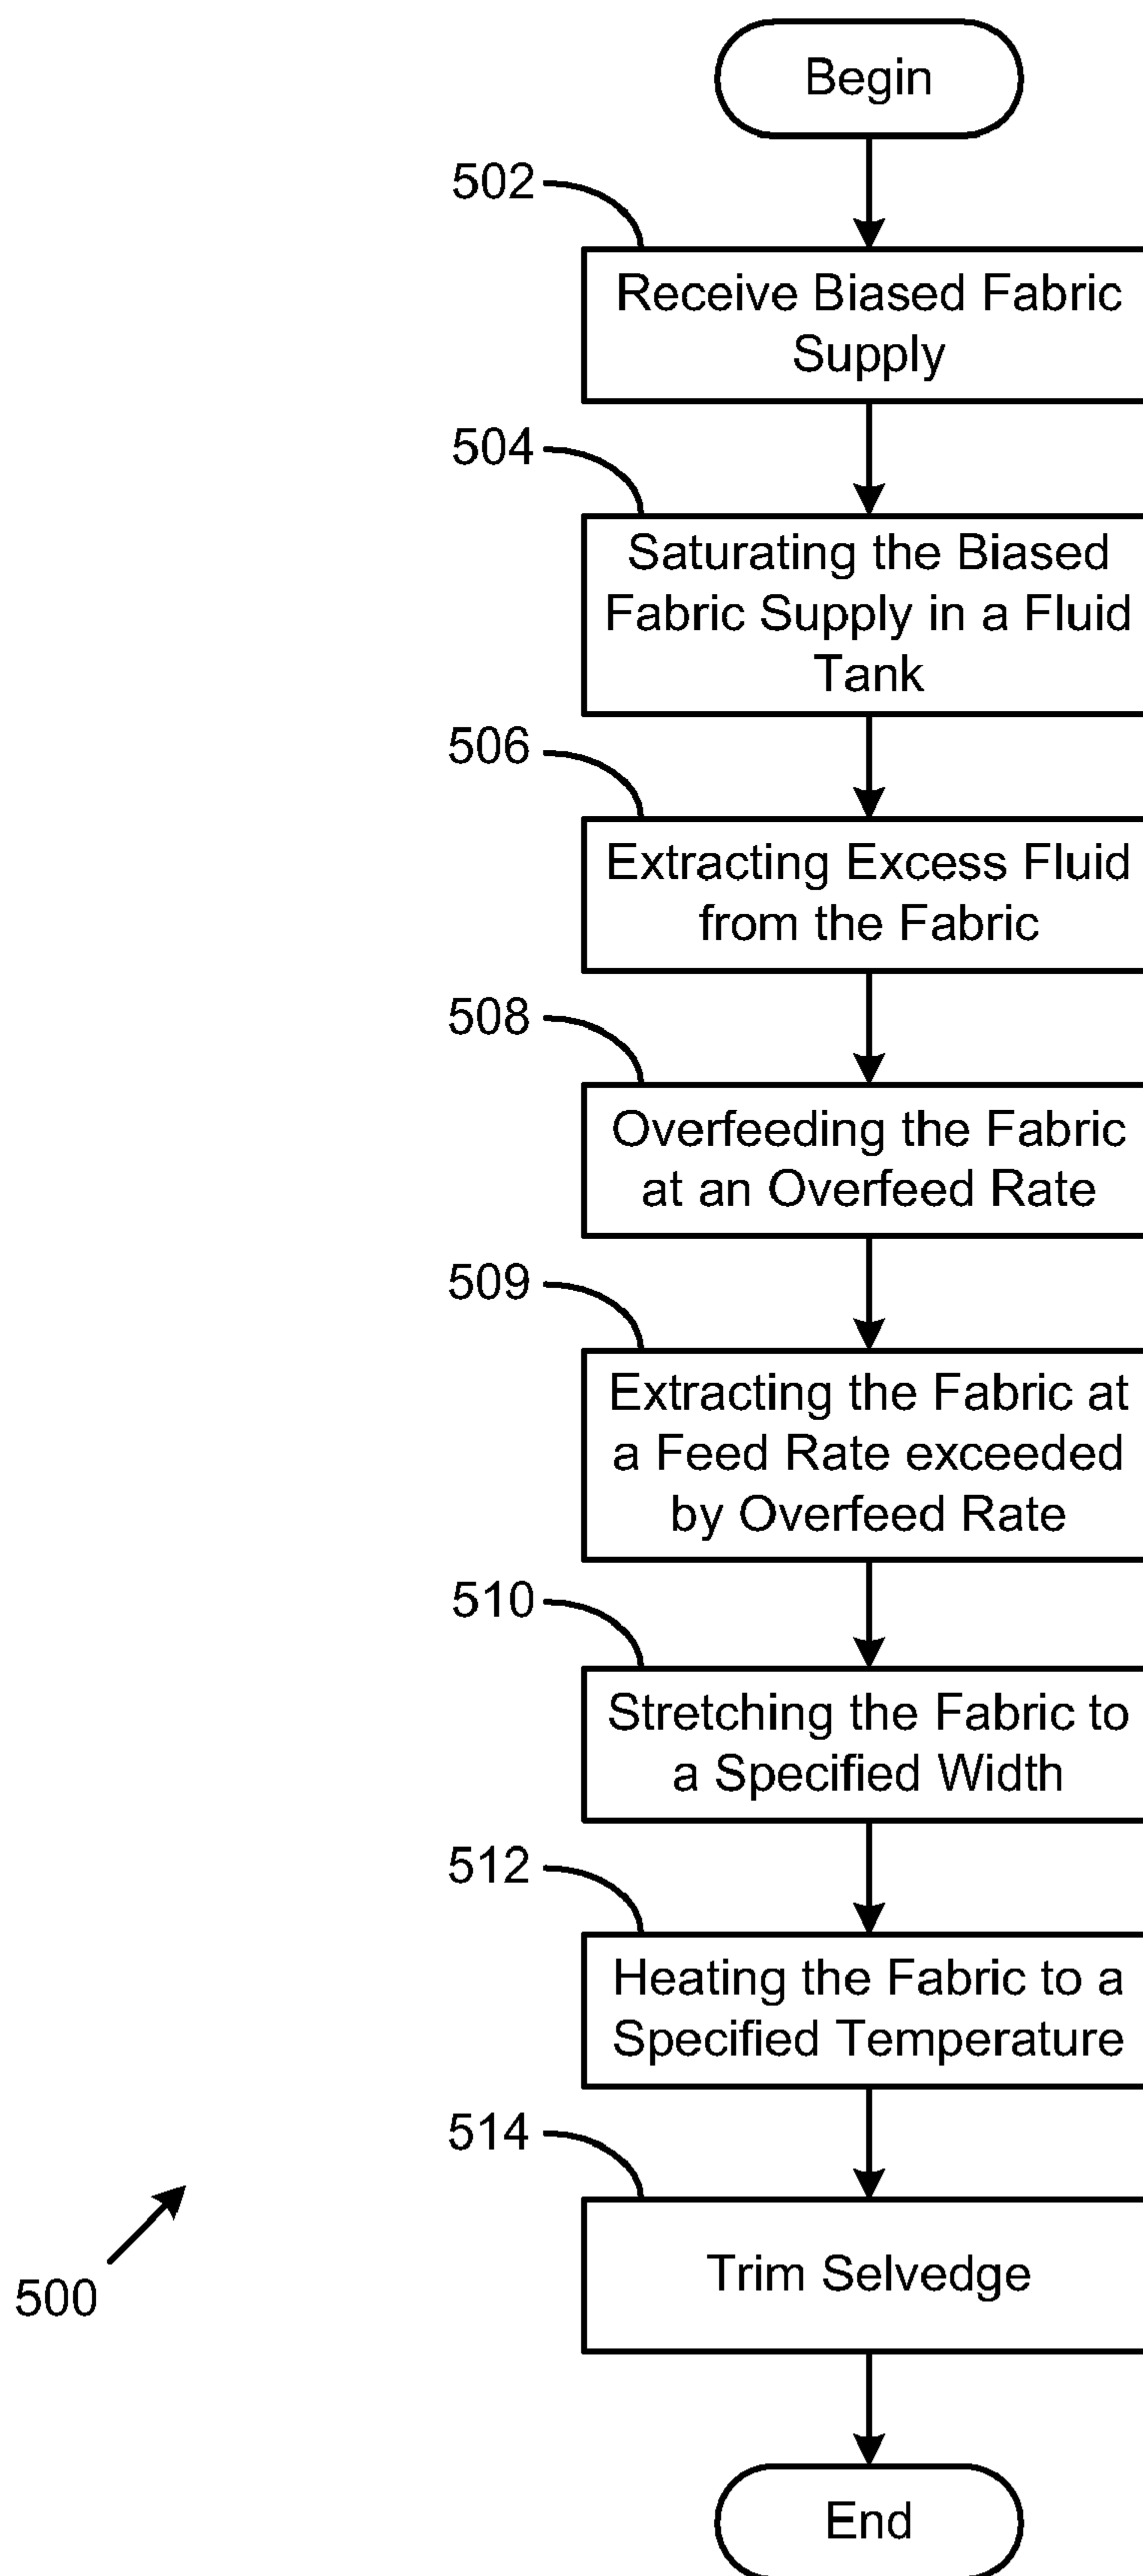 Begin
502
Receive Biased Fabric
Supply
504
Saturating the Biased
Fabric Supply in a Fluid
Tank
506
Extracting Excess Fluid
from the Fabric
508
Overfeeding the Fabric
at an Overfeed Rate
509
Extracting the Fabric at
a Feed Rate exceeded
by Overfeed Rate
510
Stretching the Fabric to
a Specified Width
512
Heating the Fabric to a
Specified Temperature
514
Trim Selvedge
500
End